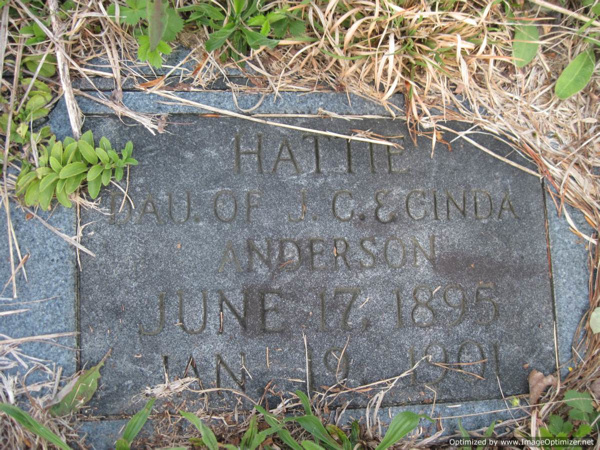 HATTIE
DAU. OF J. C. & CINDA
ANDERSON
JUNE 17, 1895
JAN 19 1901
Optimized by www.ImageOptimizer.net